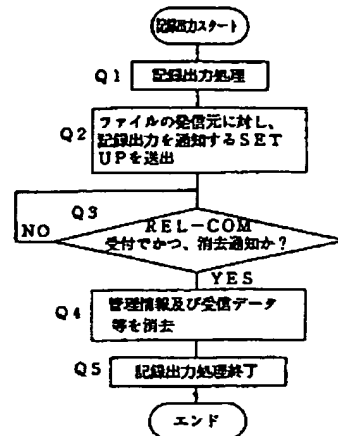 記録出力スタート
Q1
記録出力処理
Q2
ファイルの発信元に対し、
記録出力を通知するSET
UPを送出
Q3
NO
REL-COM
受付でかつ、消去通知か?
YES
Q4
管理情報及び受信データ
等を消去
Q5
記録出力処理終了
エンド